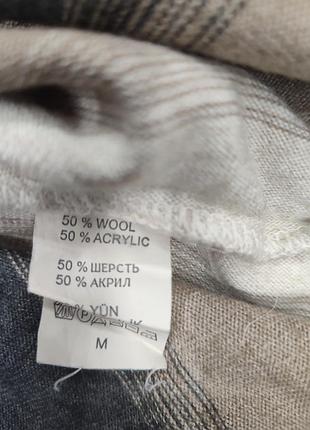 50 % WOOL
50 % ACRYLIC
50 % ШЕРСТЬ
50 % АКРИЛ
% YÜN
M